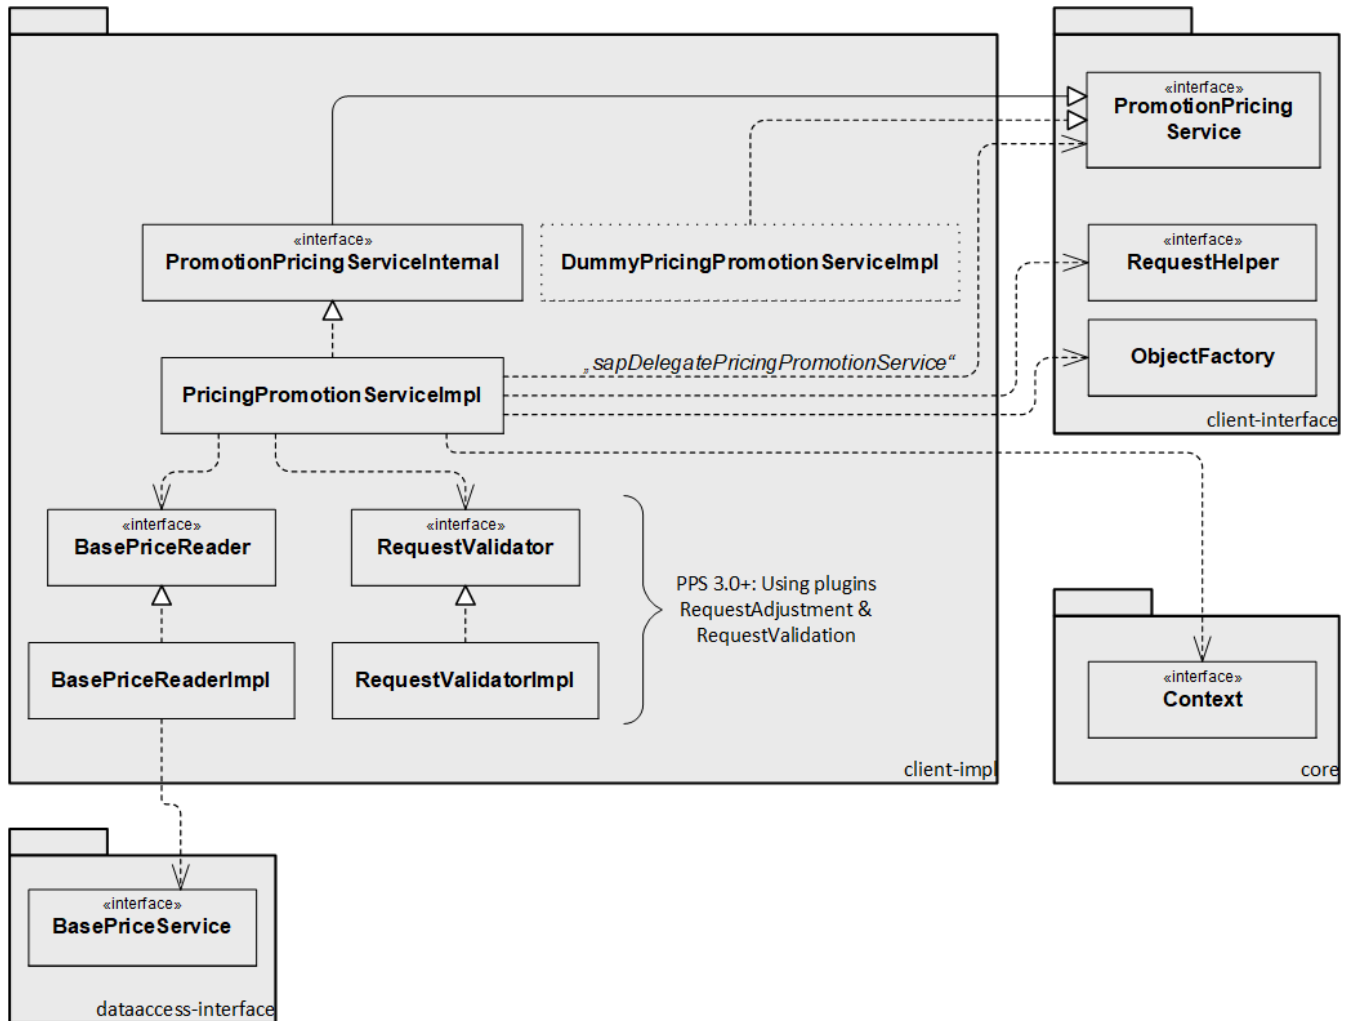 «interface»
PromotionPricing
Service
«interface»
PromotionPricingServiceInternal
DummyPricingPromotionServiceImpl
«interface»
RequestHelper
„sapDelegatePricingPromotionService“
ObjectFactory
PricingPromotionServiceImpl
client-interface
«interface»
BasePriceReader
«interface»
RequestValidator
PPS 3.0+: Using plugins
RequestAdjustment &
RequestValidation
BasePriceReaderImpl
RequestValidatorImpl
«interface»
Context
client-impl
core
«interface»
BasePriceService
dataaccess-interface